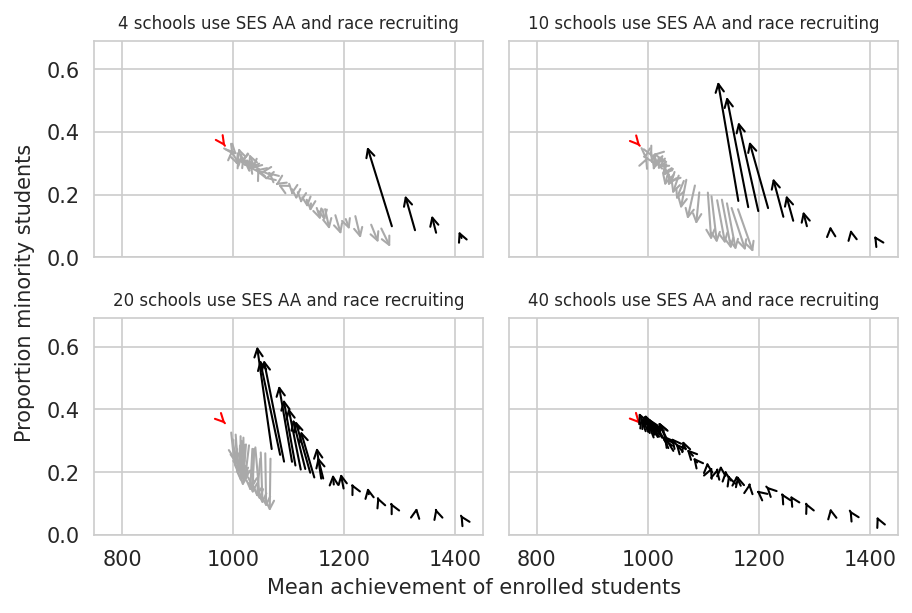 4 schools use SES AA and race recruiting
10 schools use SES AA and race recruiting
0.6
0.4
0.2
0.0
20 schools use SES AA and race recruiting
40 schools use SES AA and race recruiting
0.6
0.4
0.2
0.0
Proportion minority students
800 1000 1200 1400
800 1000 1200 1400
Mean achievement of enrolled students